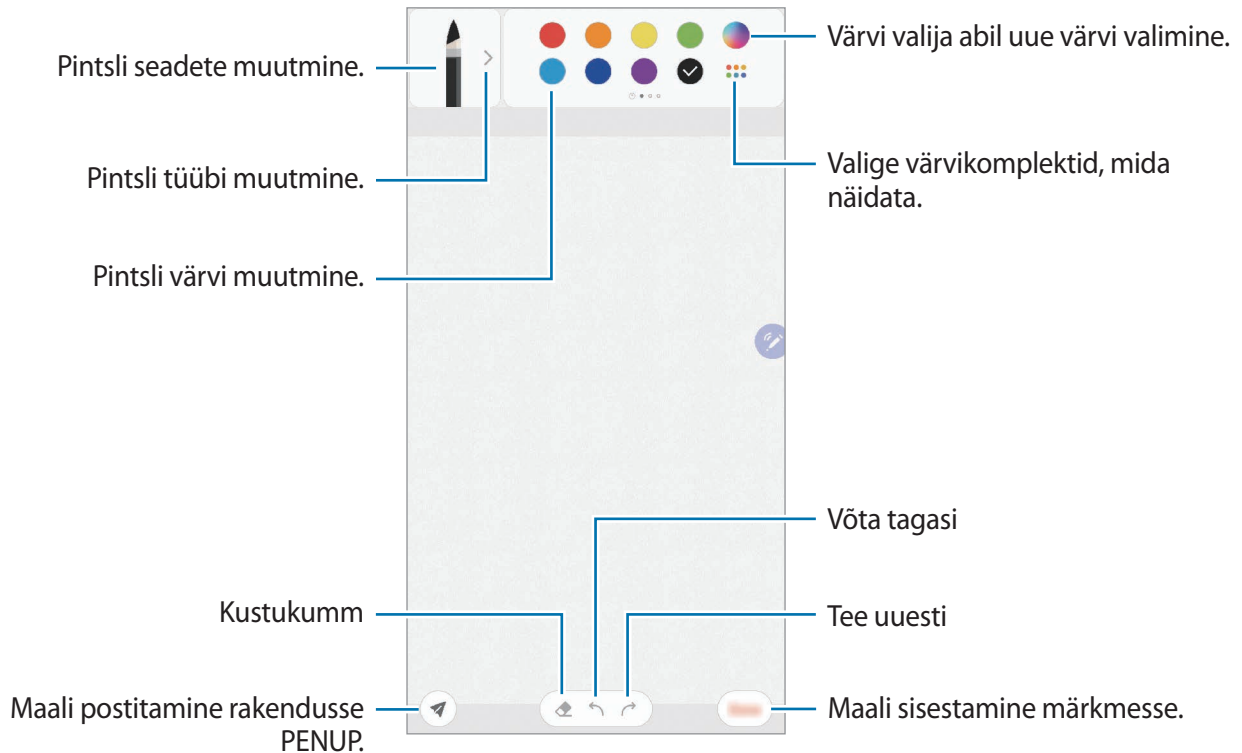 Pintsli seadete muutmine.
Pintsli tüübi muutmine.
Pintsli värvi muutmine.
Kustukumm
Maali postitamine rakendusse
PENUP.
Värvi valija abil uue värvi valimine.
Valige värvikomplektid, mida
näidata.
Võta tagasi
Tee uuesti
Maali sisestamine märkmesse.